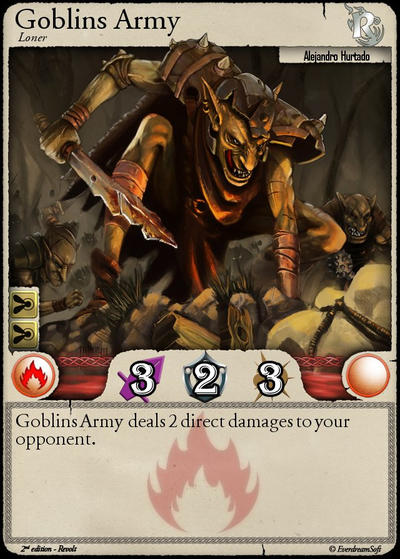 Goblins Army
Loner
R
Alejandro Hurtado
3 2 3
Goblins Army deals 2 direct damages to your
opponent.
2nd edition - Revolt
© EverdreamSoft